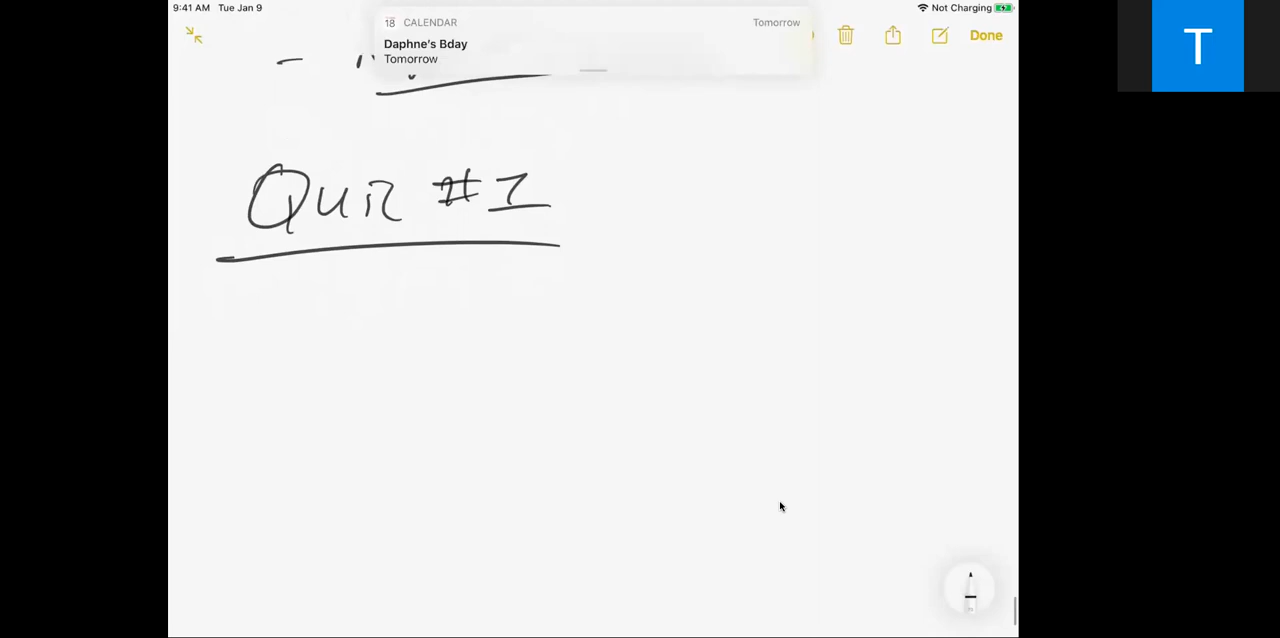 9:41 AM Tue Jan 9
Not Charging
18 CALENDAR
Tomorrow
Daphne's Bday
Tomorrow
Done
Quiz #1
T